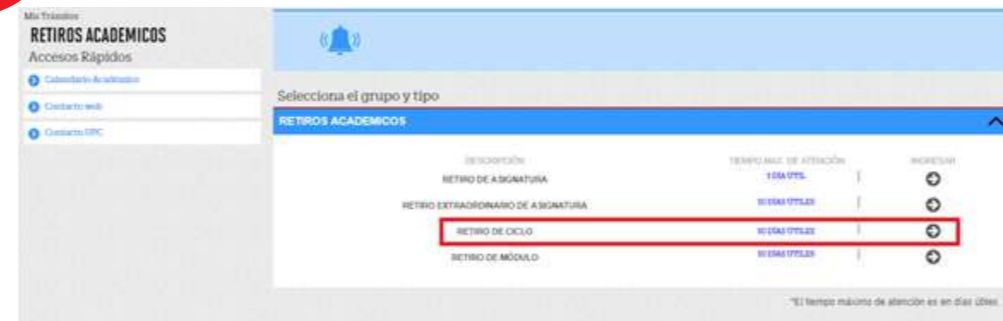 Mis Trámites
RETIROS ACADEMICOS
Accesos Rápidos
Calendario Académico
Contacto web
Contacto UPC
Selecciona el grupo y tipo
RETIROS ACADEMICOS
DESCRIPCIÓN TIEMPO MAX. DE ATENCIÓN INGRESAR
RETIRO DE ASIGNATURA 1 DÍA ÚTIL
RETIRO EXTRAORDINARIO DE ASIGNATURA 10 DÍAS ÚTILES
RETIRO DE CICLO 10 DÍAS ÚTILES
RETIRO DE MÓDULO 10 DÍAS ÚTILES
*El tiempo máximo de atención es en días útiles